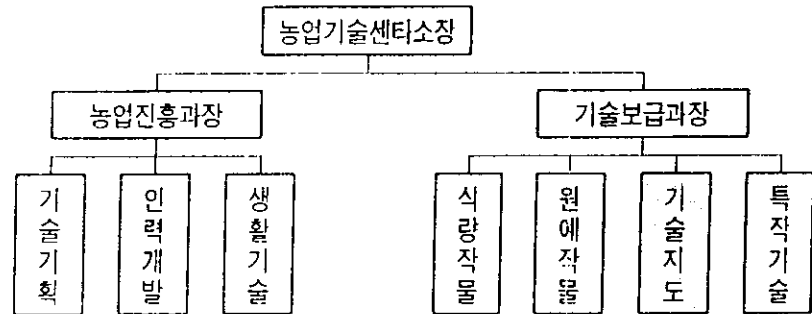 농업기술센타소장
농업진흥과장
기술보급과장
기술기획
인력개발
생활기술
식량작물
원예작물
기술지도
특작기술